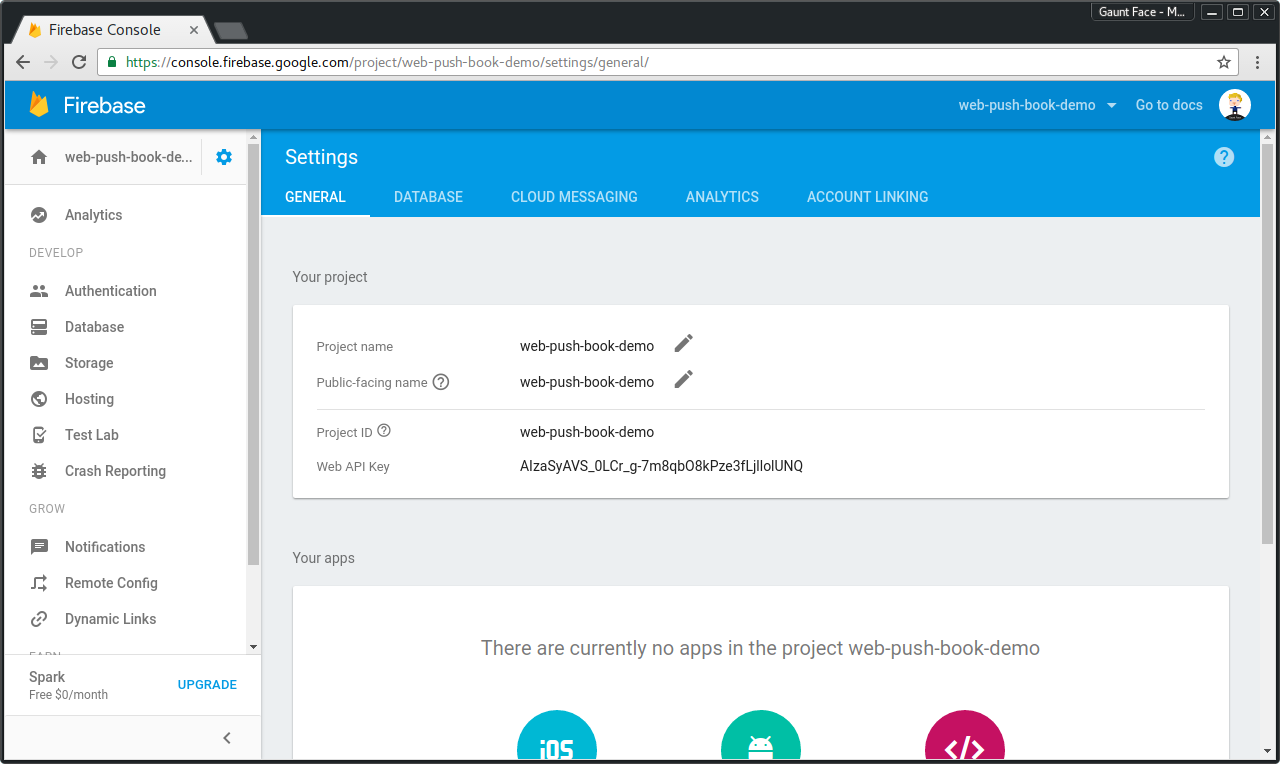 Gaunt Face - M...
Firebase Console
https://console.firebase.google.com/project/web-push-book-demo/settings/general/
Firebase
web-push-book-demo
Go to docs
web-push-book-de...
Settings
GENERAL DATABASE CLOUD MESSAGING ANALYTICS ACCOUNT LINKING
Analytics
DEVELOP
Authentication
Database
Storage
Hosting
Test Lab
Crash Reporting
GROW
Notifications
Remote Config
Dynamic Links
EARN
Spark
Free $0/month
UPGRADE
Your project
Project name web-push-book-demo
Public-facing name web-push-book-demo
Project ID web-push-book-demo
Web API Key AIzaSyAVS_0LCr_g-7m8qbO8kPze3fLjIIolUNQ
Your apps
There are currently no apps in the project web-push-book-demo
iOS